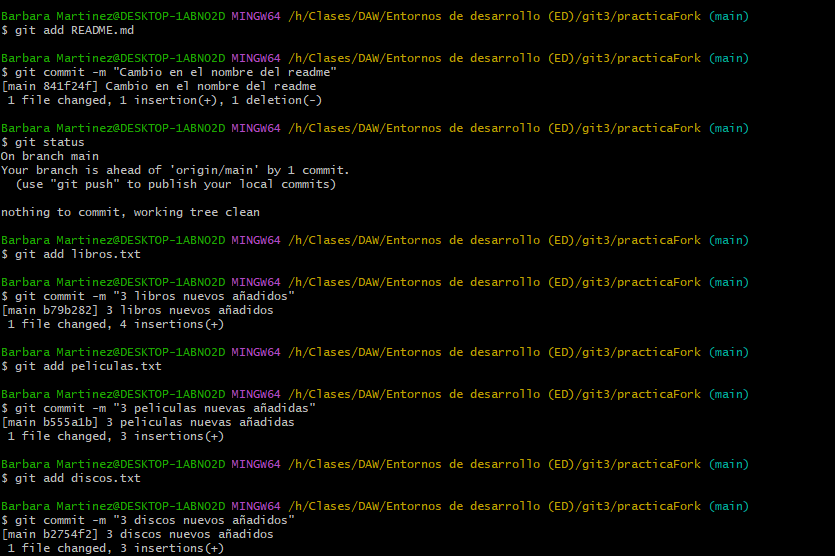 Barbara Martinez@DESKTOP-1ABNO2D MINGW64 /h/Clases/DAW/Entornos de desarrollo (ED)/git3/practicaFork (main)
$ git add README.md
Barbara Martinez@DESKTOP-1ABNO2D MINGW64 /h/Clases/DAW/Entornos de desarrollo (ED)/git3/practicaFork (main)
$ git commit -m "Cambio en el nombre del readme"
[main 841f24f] Cambio en el nombre del readme
1 file changed, 1 insertion(+), 1 deletion(-)
Barbara Martinez@DESKTOP-1ABNO2D MINGW64 /h/Clases/DAW/Entornos de desarrollo (ED)/git3/practicaFork (main)
$ git status
On branch main
Your branch is ahead of 'origin/main' by 1 commit.
(use "git push" to publish your local commits)
nothing to commit, working tree clean
Barbara Martinez@DESKTOP-1ABNO2D MINGW64 /h/Clases/DAW/Entornos de desarrollo (ED)/git3/practicaFork (main)
$ git add libros.txt
Barbara Martinez@DESKTOP-1ABNO2D MINGW64 /h/Clases/DAW/Entornos de desarrollo (ED)/git3/practicaFork (main)
$ git commit -m "3 libros nuevos añadidos"
[main b79b282] 3 libros nuevos añadidos
1 file changed, 4 insertions(+)
Barbara Martinez@DESKTOP-1ABNO2D MINGW64 /h/Clases/DAW/Entornos de desarrollo (ED)/git3/practicaFork (main)
$ git add peliculas.txt
Barbara Martinez@DESKTOP-1ABNO2D MINGW64 /h/Clases/DAW/Entornos de desarrollo (ED)/git3/practicaFork (main)
$ git commit -m "3 peliculas nuevas añadidas"
[main b555a1b] 3 peliculas nuevas añadidas
1 file changed, 3 insertions(+)
Barbara Martinez@DESKTOP-1ABNO2D MINGW64 /h/Clases/DAW/Entornos de desarrollo (ED)/git3/practicaFork (main)
$ git add discos.txt
Barbara Martinez@DESKTOP-1ABNO2D MINGW64 /h/Clases/DAW/Entornos de desarrollo (ED)/git3/practicaFork (main)
$ git commit -m "3 discos nuevos añadidos"
[main b2754f2] 3 discos nuevos añadidos
1 file changed, 3 insertions(+)